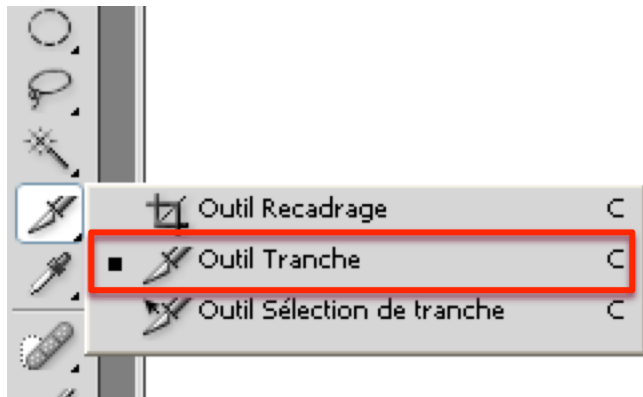 Outil Recadrage C
Outil Tranche C
Outil Sélection de tranche C